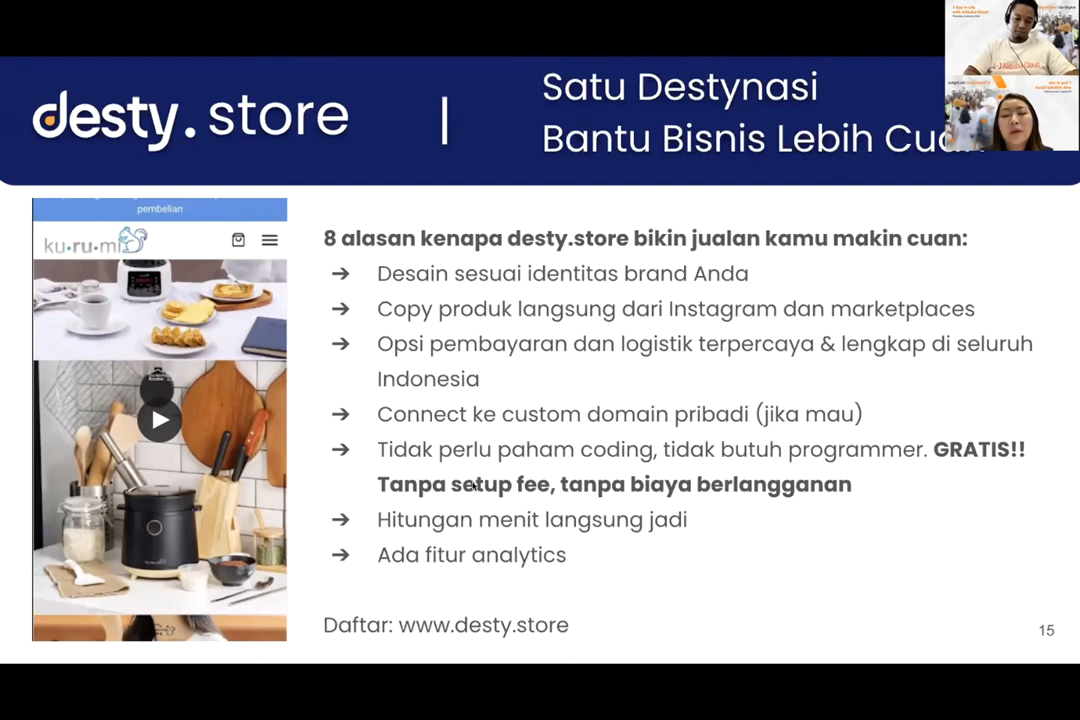 desty.store
|
Satu Destynasi
Bantu Bisnis Lebih Cuan
pembelian
ku·ru·mi
8 alasan kenapa desty.store bikin jualan kamu makin cuan:
➔ Desain sesuai identitas brand Anda
➔ Copy produk langsung dari Instagram dan marketplaces
➔ Opsi pembayaran dan logistik terpercaya & lengkap di seluruh
Indonesia
➔ Connect ke custom domain pribadi (jika mau)
➔ Tidak perlu paham coding, tidak butuh programmer. GRATIS!!
Tanpa setup fee, tanpa biaya berlangganan
➔ Hitungan menit langsung jadi
➔ Ada fitur analytics
Daftar: www.desty.store
15
Alibaba Cloud